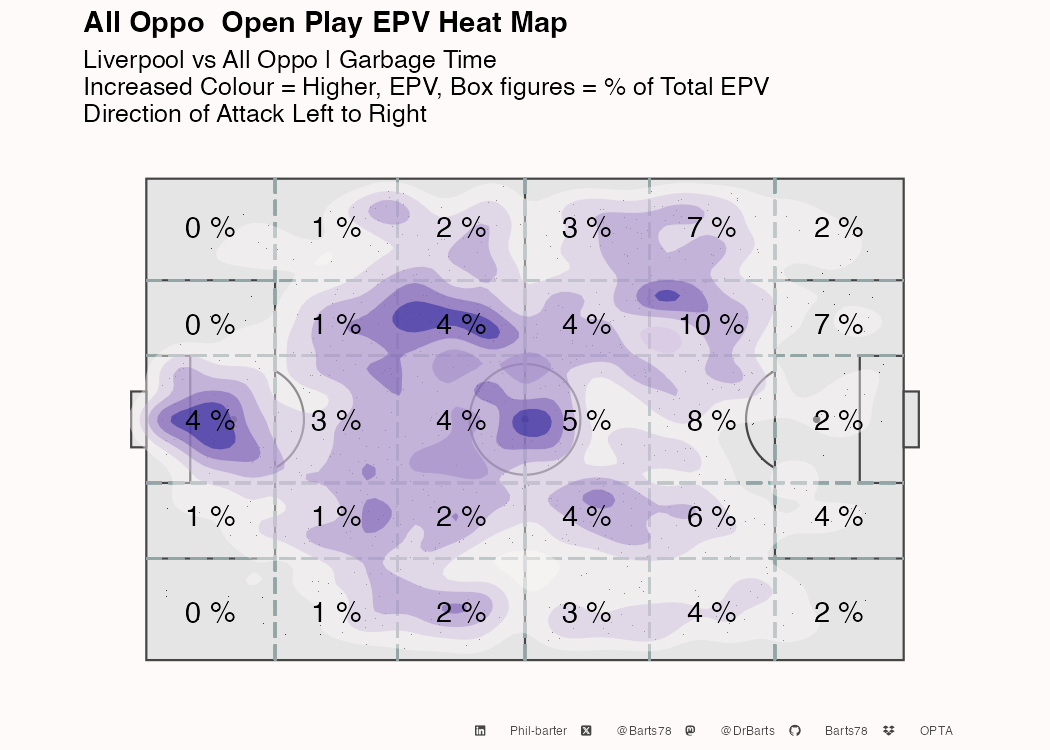 All Oppo  Open Play EPV Heat Map
Liverpool vs All Oppo | Garbage Time
Increased Colour = Higher, EPV, Box figures = % of Total EPV
Direction of Attack Left to Right
0 % 1 % 2 % 3 % 7 % 2 %
0 % 1 % 4 % 4 % 10 % 7 %
4 % 3 % 4 % 5 % 8 % 2 %
1 % 1 % 2 % 4 % 6 % 4 %
0 % 1 % 2 % 3 % 4 % 2 %
Phil-barter @Barts78 @DrBarts Barts78 OPTA